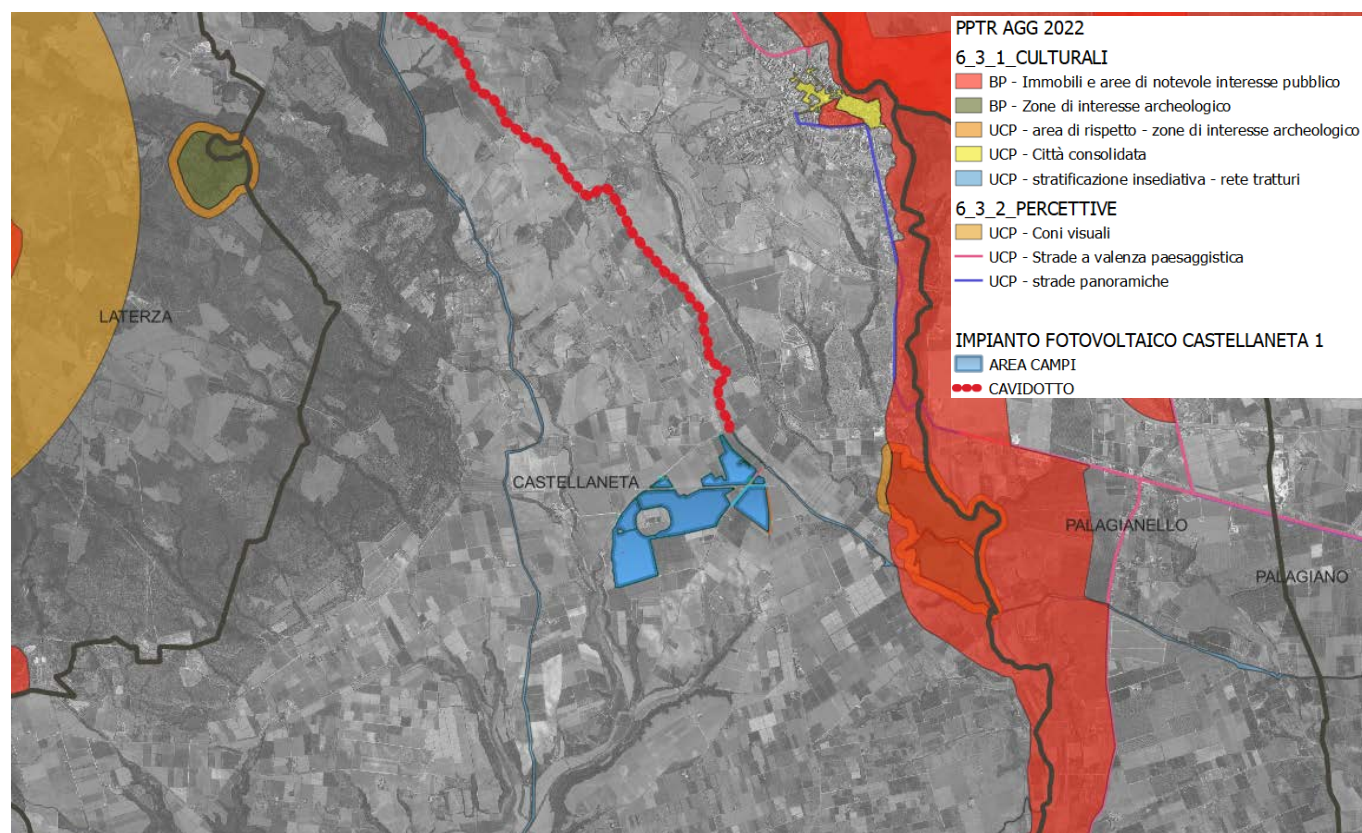 PPTR AGG 2022
6_3_1_CULTURALI
BP - Immobili e aree di notevole interesse pubblico
BP - Zone di interesse archeologico
UCP - area di rispetto - zone di interesse archeologico
UCP - Città consolidata
UCP - stratificazione insediativa - rete tratturi
6_3_2_PERCETTIVE
UCP - Coni visuali
UCP - Strade a valenza paesaggistica
UCP - strade panoramiche
IMPIANTO FOTOVOLTAICO CASTELLANETA 1
AREA CAMPI
CAVIDOTTO
LATERZA
CASTELLANETA
PALAGIANELLO
PALAGIANO